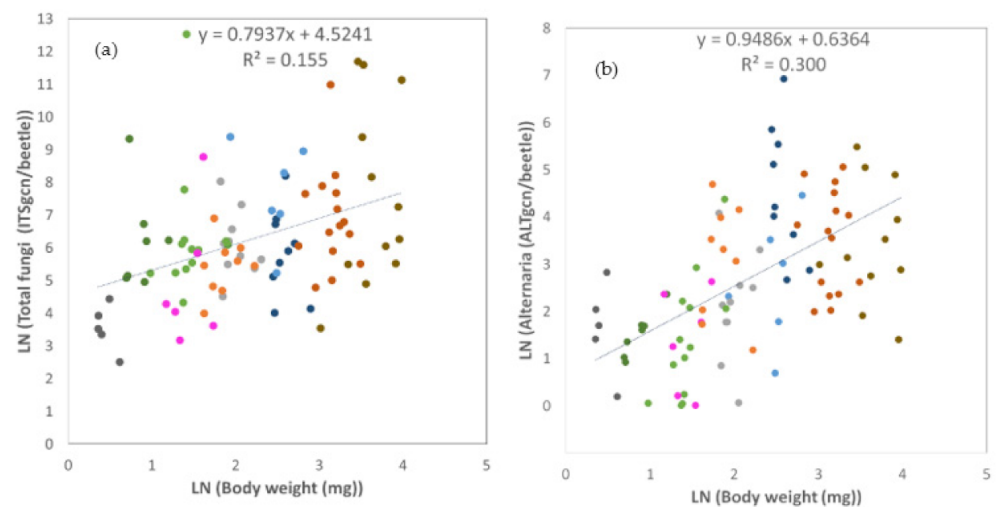 (a)
y = 0.7937x + 4.5241
R² = 0.155
13
12
11
10
9
8
7
6
5
4
3
2
1
0
LN (Total fungi (ITSgcn/beetle))
0 1 2 3 4 5
LN (Body weight (mg))
(b)
y = 0.9486x + 0.6364
R² = 0.300
8
7
6
5
4
3
2
1
0
LN (Alternaria (ALTgcn/beetle))
0 1 2 3 4 5
LN (Body weight (mg))